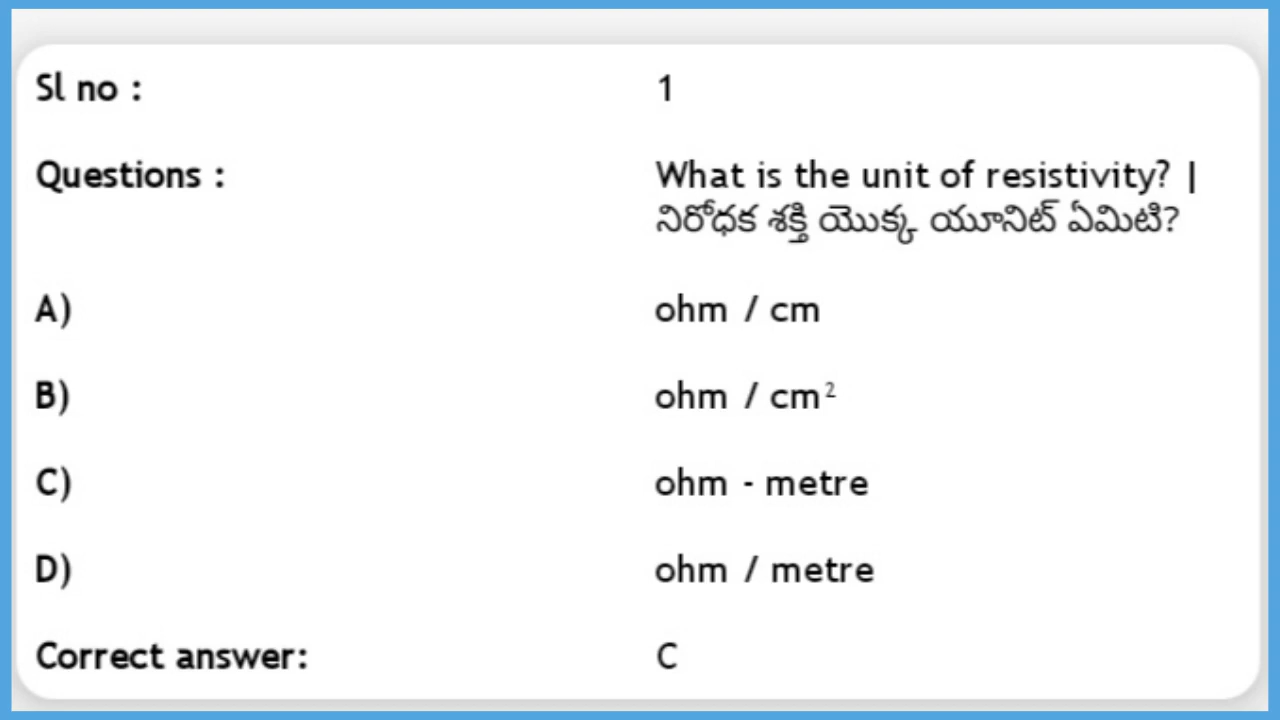 Sl no : 1
Questions : What is the unit of resistivity? |
నిరోధక శక్తి యొక్క యూనిట్ ఏమిటి?
A) ohm / cm
B) ohm / cm²
C) ohm - metre
D) ohm / metre
Correct answer: C